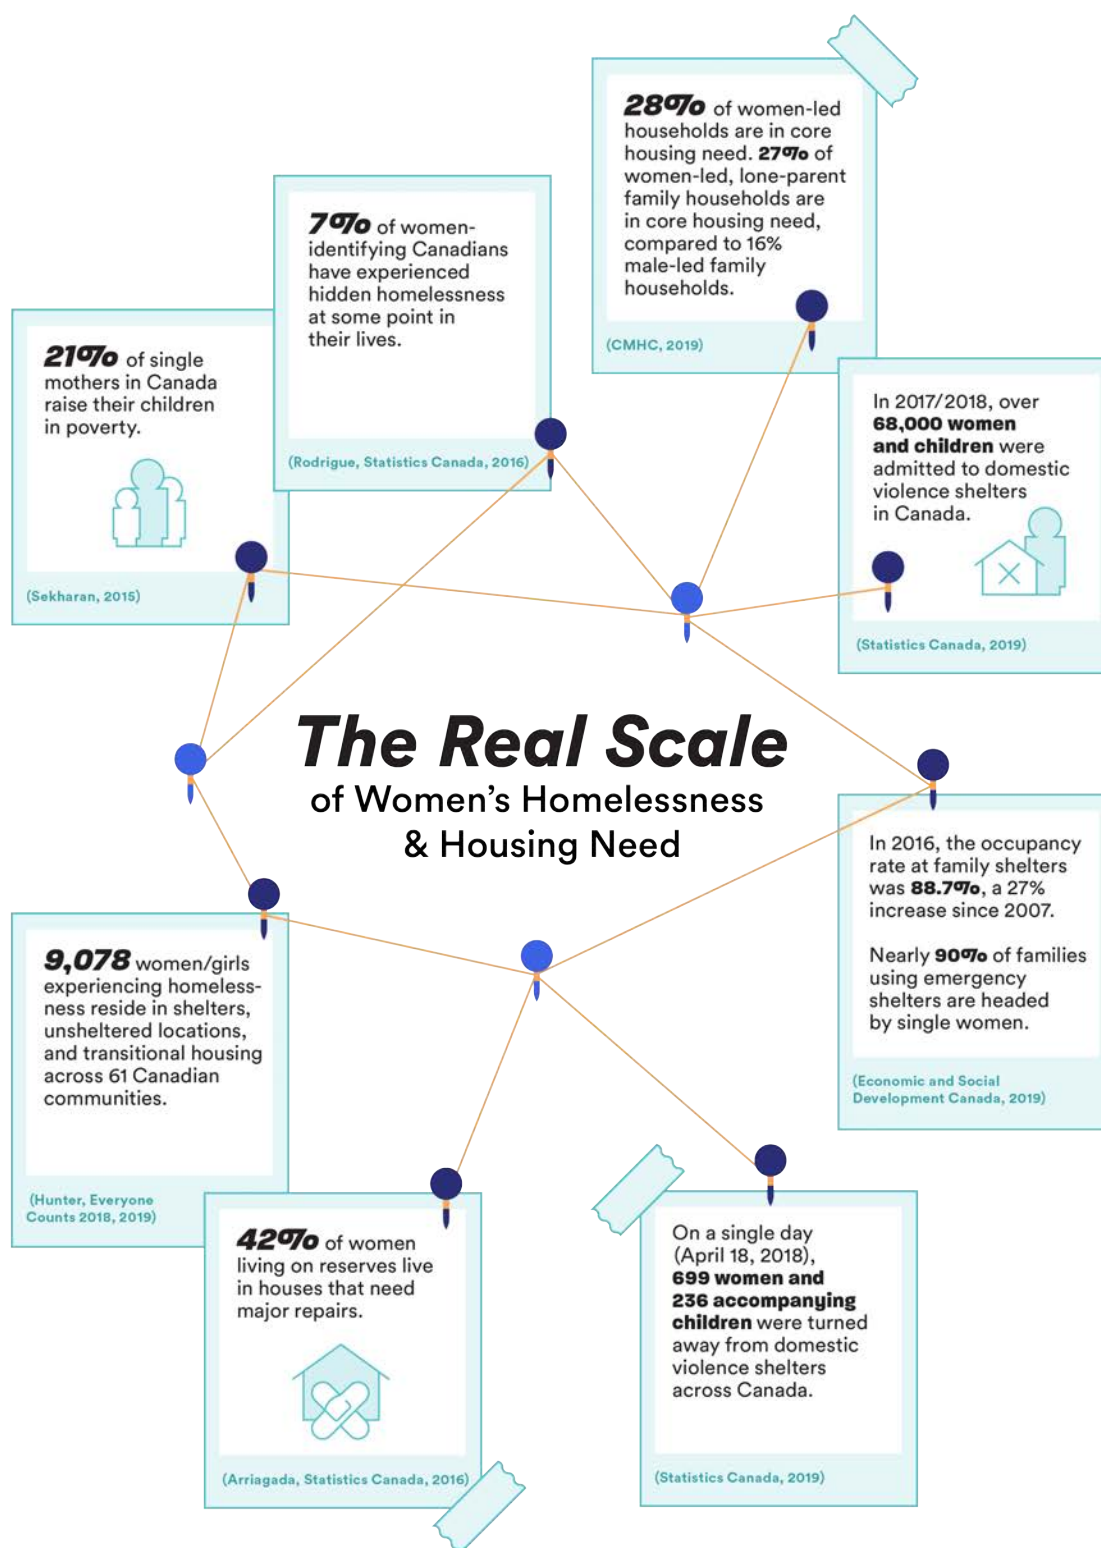 28% of women-led
households are in core
housing need. 27% of
women-led, lone-parent
family households are
in core housing need,
compared to 16%
male-led family
households.
(CMHC, 2019)
7% of women-
identifying Canadians
have experienced
hidden homelessness
at some point in
their lives.
(Rodrigue, Statistics Canada, 2016)
21% of single
mothers in Canada
raise their children
in poverty.
(Sekharan, 2015)
In 2017/2018, over
68,000 women
and children were
admitted to domestic
violence shelters
in Canada.
(Statistics Canada, 2019)
The Real Scale
of Women's Homelessness
& Housing Need
In 2016, the occupancy
rate at family shelters
was 88.7%, a 27%
increase since 2007.
Nearly 90% of families
using emergency
shelters are headed
by single women.
(Economic and Social
Development Canada, 2019)
9,078 women/girls
experiencing homeless-
ness reside in shelters,
unsheltered locations,
and transitional housing
across 61 Canadian
communities.
(Hunter, Everyone
Counts 2018, 2019)
42% of women
living on reserves live
in houses that need
major repairs.
(Arriagada, Statistics Canada, 2016)
On a single day
(April 18, 2018),
699 women and
236 accompanying
children were turned
away from domestic
violence shelters
across Canada.
(Statistics Canada, 2019)